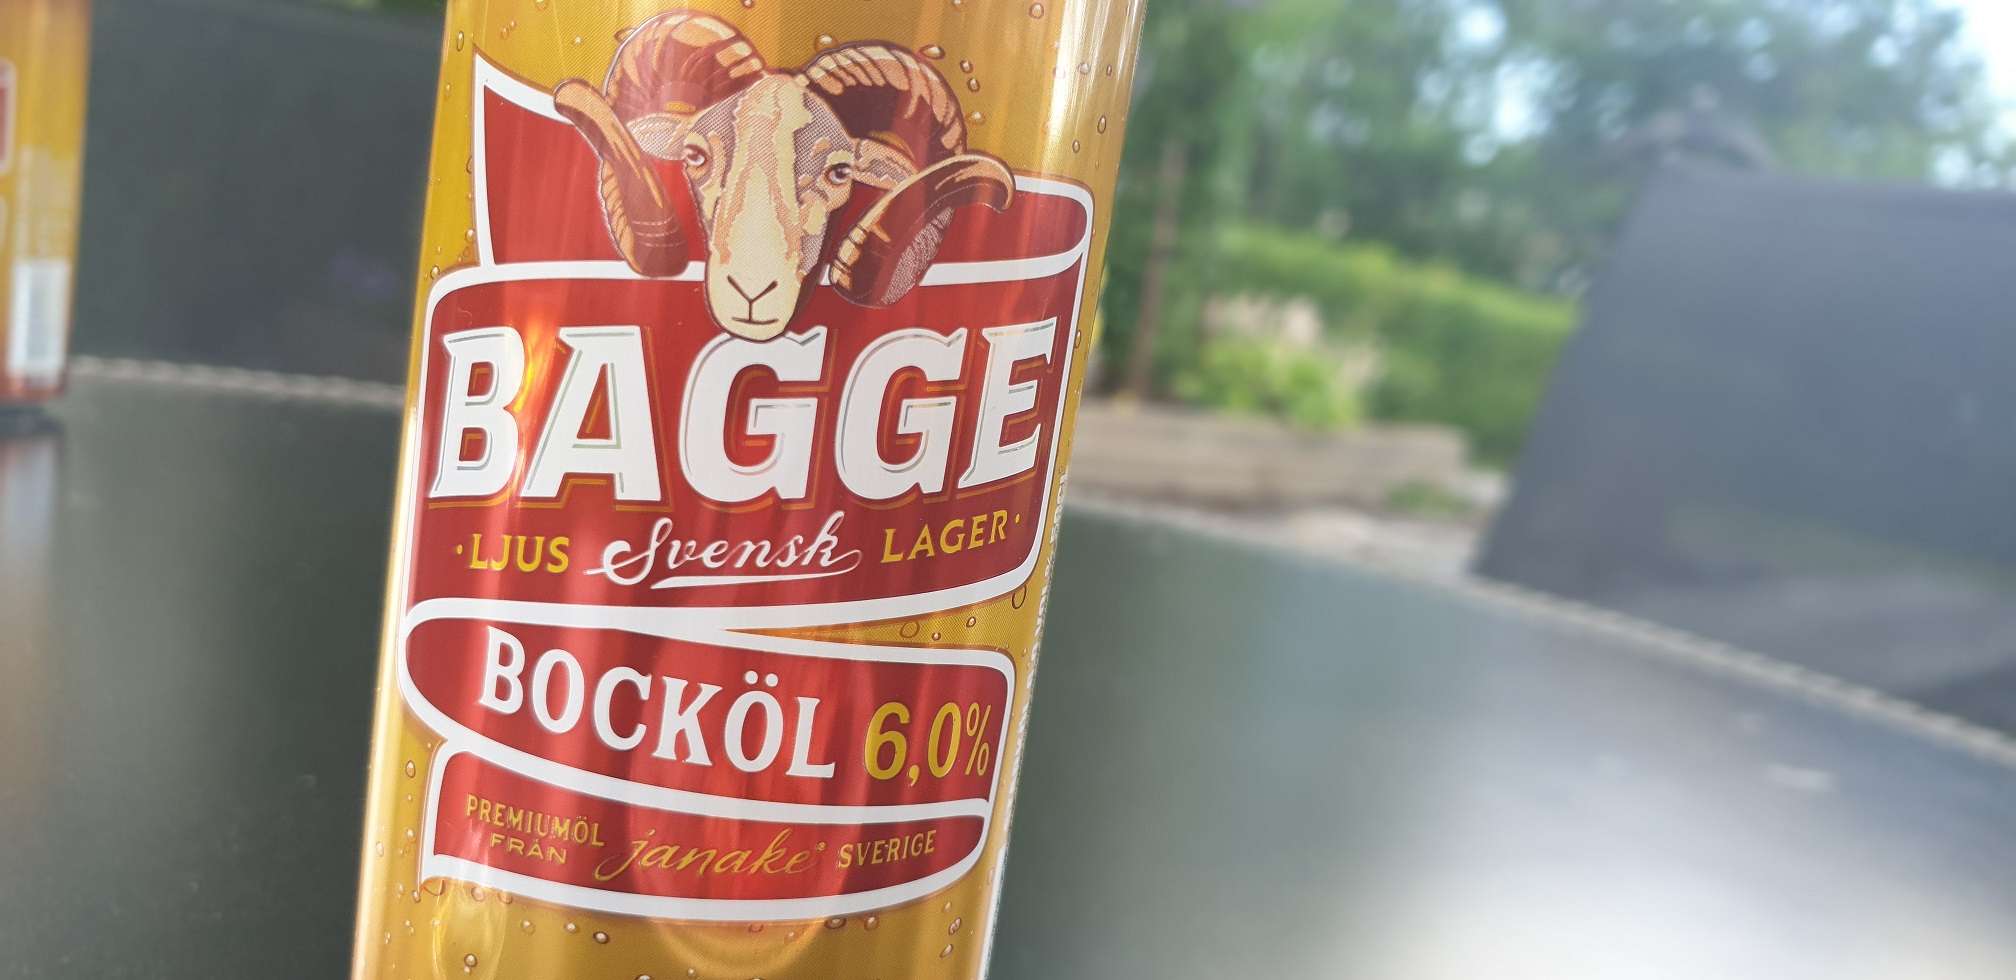 BAGGE
·LJUS Svensk LAGER·
BOCKÖL 6,0%
PREMIUMÖL
FRÅN janake® SVERIGE